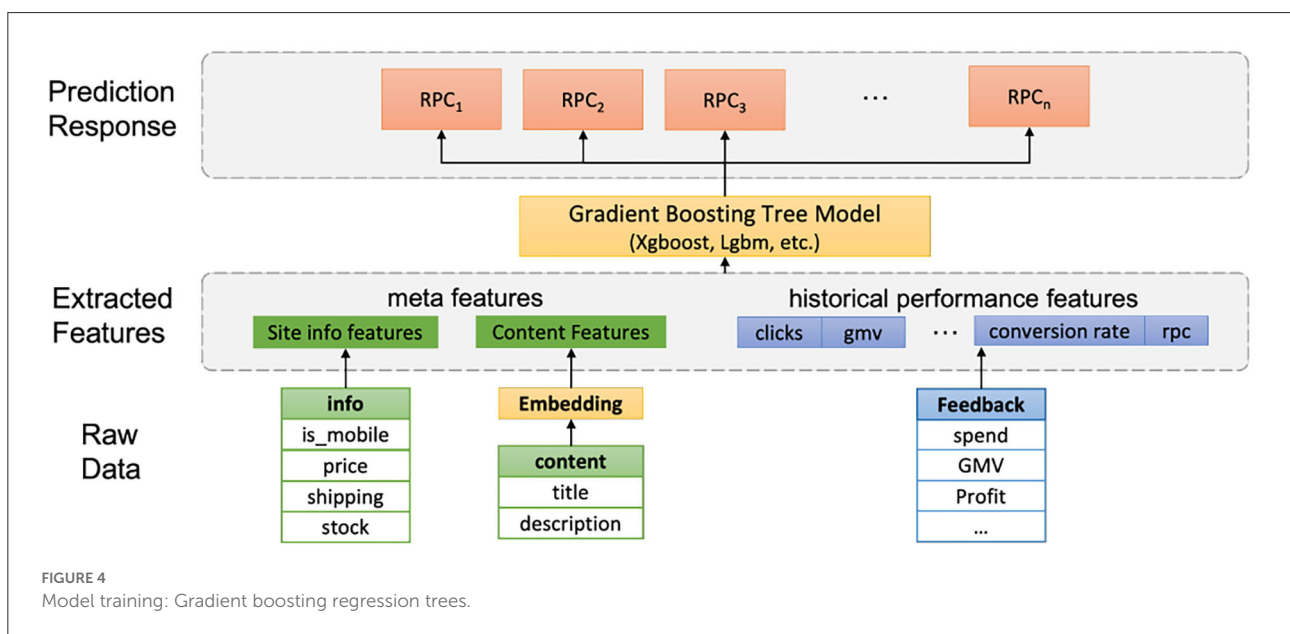 Prediction
Response
RPC1
RPC2
RPC3
...
RPCn
Gradient Boosting Tree Model
(Xgboost, Lgbm, etc.)
Extracted
Features
meta features
historical performance features
Site info features
Content Features
clicks
gmv
...
conversion rate
rpc
Raw
Data
info
is_mobile
price
shipping
stock
Embedding
content
title
description
Feedback
spend
GMV
Profit
...
FIGURE 4
Model training: Gradient boosting regression trees.